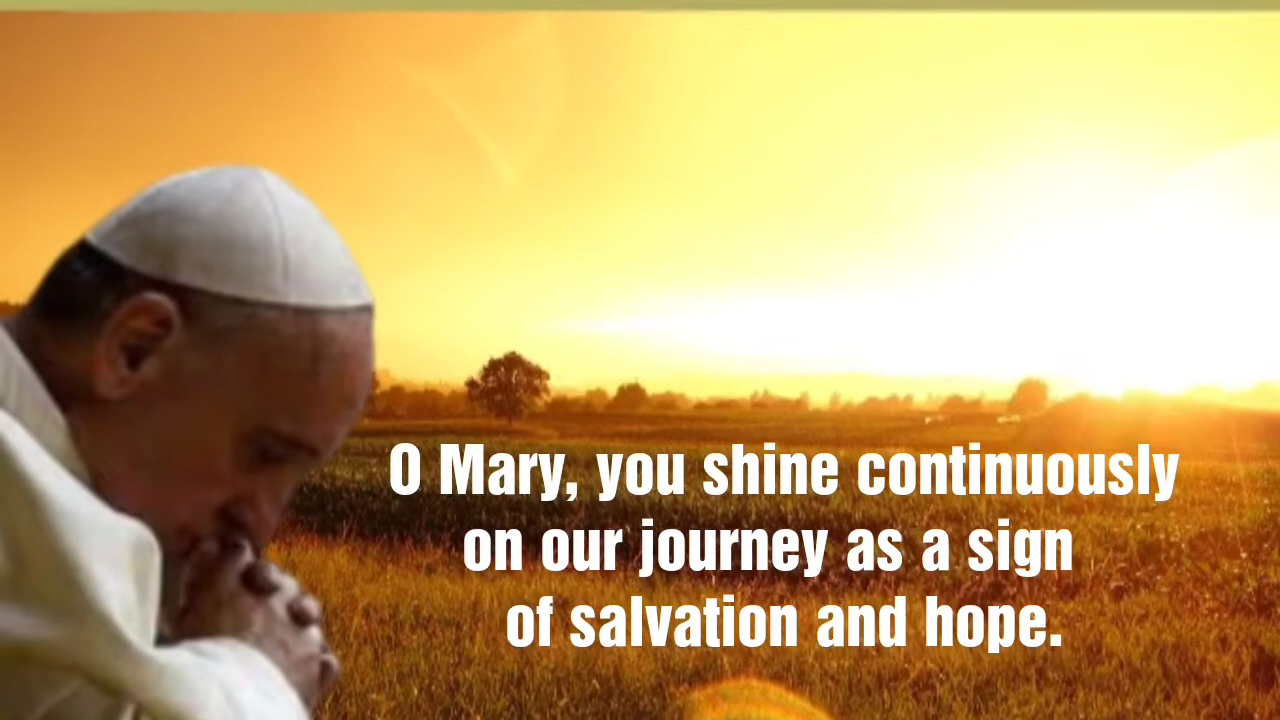 O Mary, you shine continuously
on our journey as a sign
of salvation and hope.